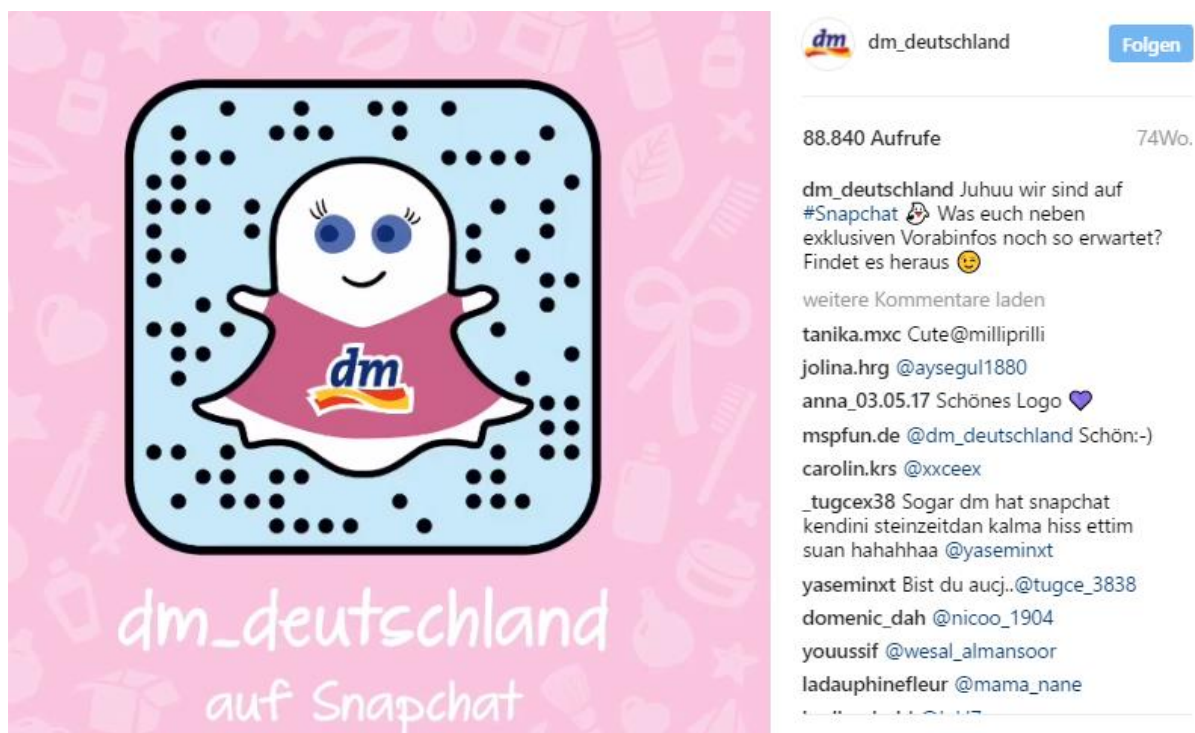 dm
dm_deutschland
auf Snapchat
dm
dm_deutschland
Folgen
88.840 Aufrufe
74Wo.
dm_deutschland Juhuu wir sind auf
#Snapchat 👻 Was euch neben
exklusiven Vorabinfos noch so erwartet?
Findet es heraus 😉
weitere Kommentare laden
tanika.mxc Cute@milliprilli
jolina.hrg @aysegul1880
anna_03.05.17 Schönes Logo 💜
mspfun.de @dm_deutschland Schön:-)
carolin.krs @xxceex
_tugcex38 Sogar dm hat snapchat
kendini steinzeitdan kalma hiss ettim
suan hahahhaa @yaseminxt
yaseminxt Bist du aucj..@tugce_3838
domenic_dah @nicoo_1904
youussif @wesal_almansoor
ladauphinefleur @mama_nane